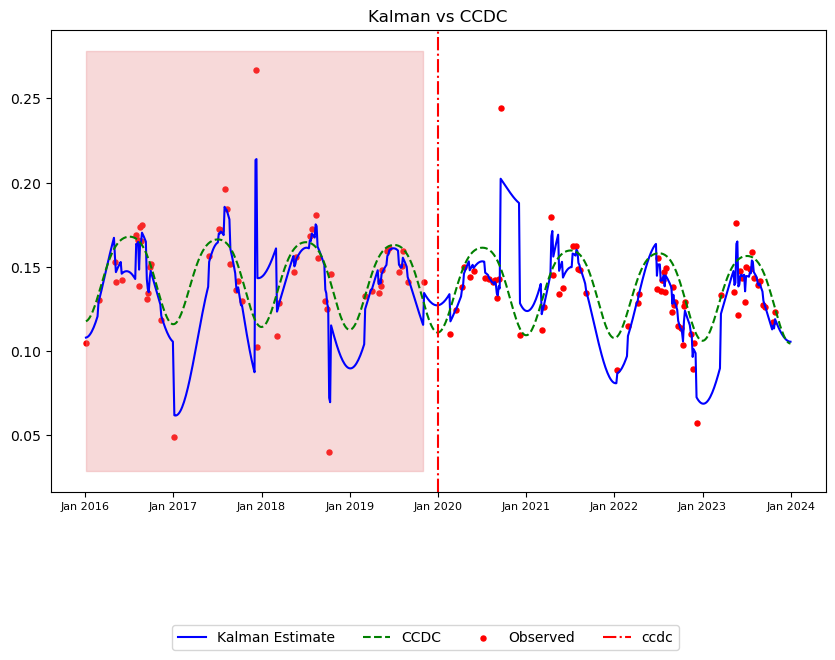 Kalman vs CCDC
0.25
0.20
0.15
0.10
0.05
Jan 2016 Jan 2017 Jan 2018 Jan 2019 Jan 2020 Jan 2021 Jan 2022 Jan 2023 Jan 2024
Kalman Estimate CCDC Observed ccdc